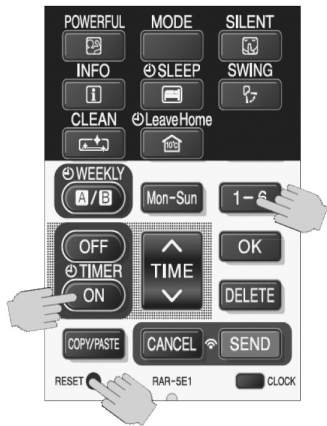 POWERFUL MODE SILENT
INFO SLEEP SWING
i
CLEAN LeaveHome
10°C
WEEKLY
A/B Mon-Sun 1-6
OFF OK
TIMER TIME
ON DELETE
COPY/PASTE CANCEL SEND
RESET RAR-5E1 CLOCK